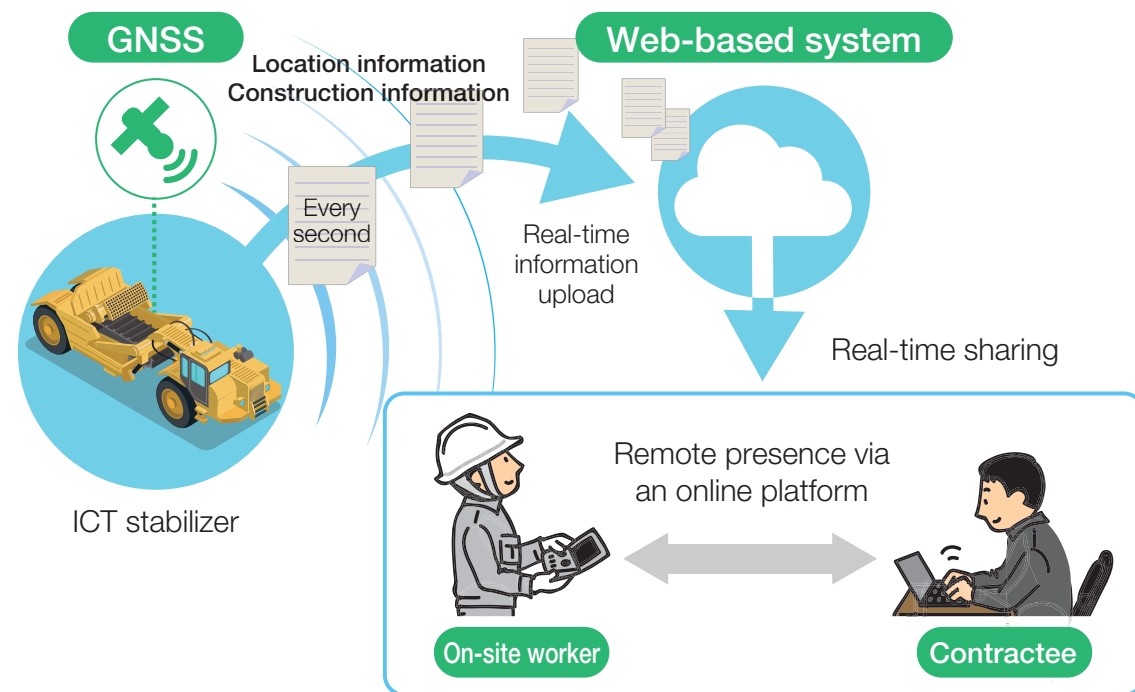 GNSS
Web-based system
Location information
Construction information
Every
second
Real-time
information
upload
Real-time sharing
ICT stabilizer
Remote presence via
an online platform
On-site worker
Contractee